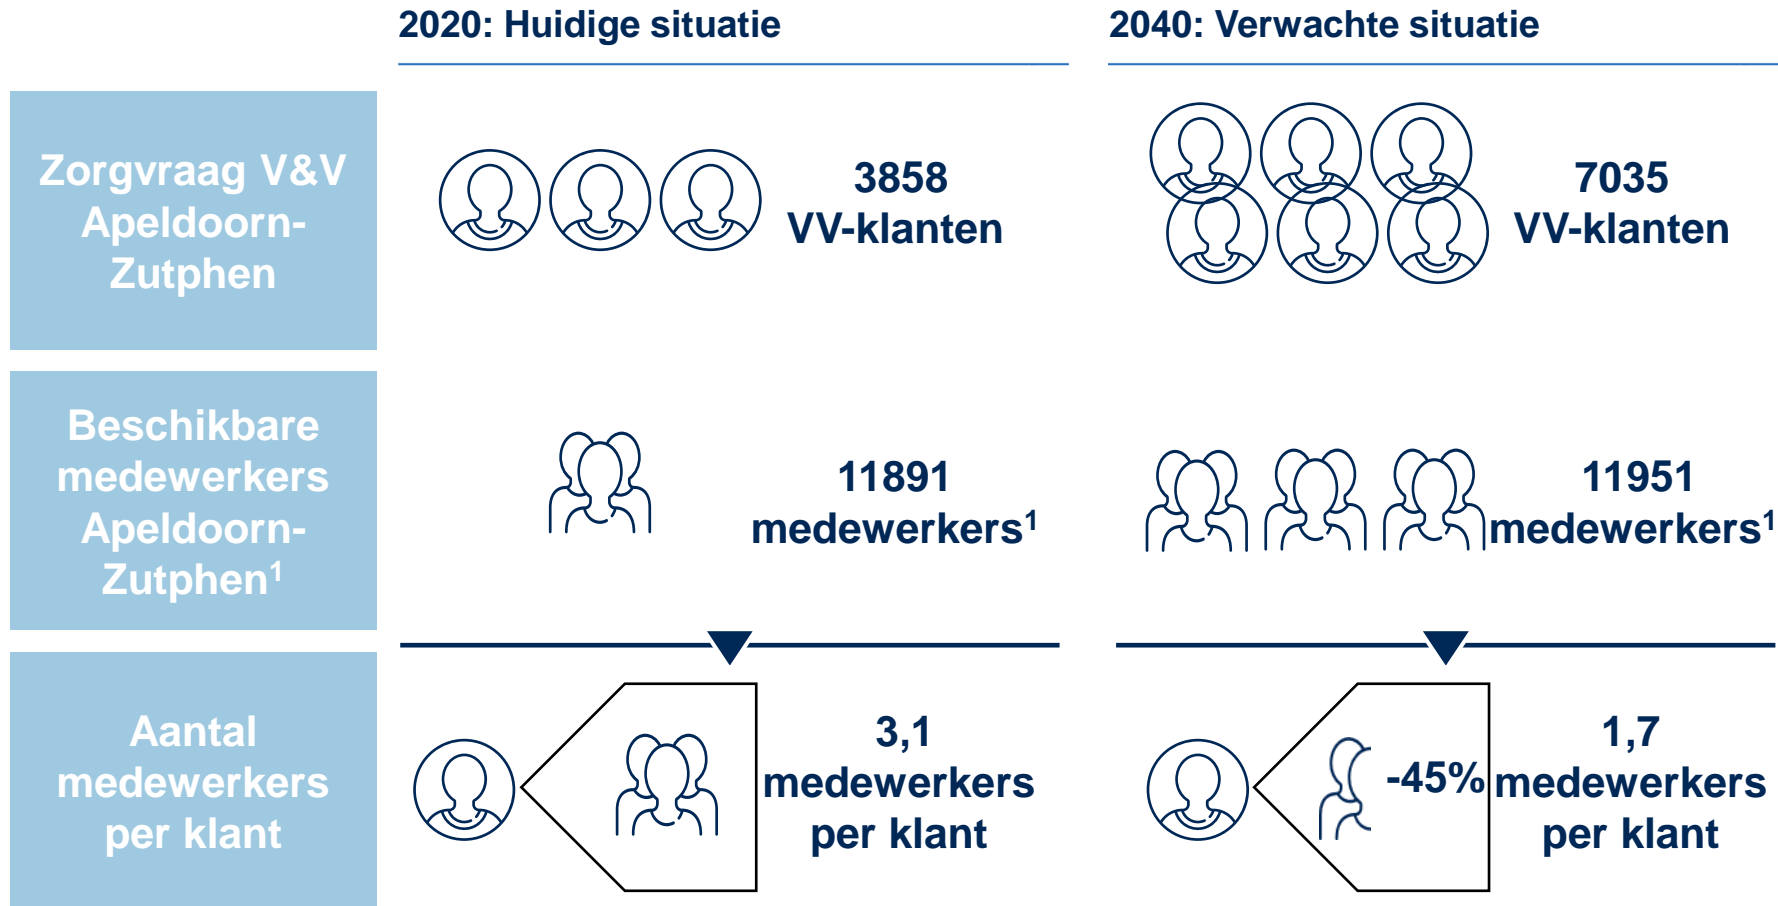 2020: Huidige situatie
2040: Verwachte situatie
Zorgvraag V&V
Apeldoorn-
Zutphen
3858
VV-klanten
7035
VV-klanten
Beschikbare
medewerkers
Apeldoorn-
Zutphen¹
11891
medewerkers¹
11951
medewerkers¹
Aantal
medewerkers
per klant
3,1
medewerkers
per klant
-45%
1,7
medewerkers
per klant